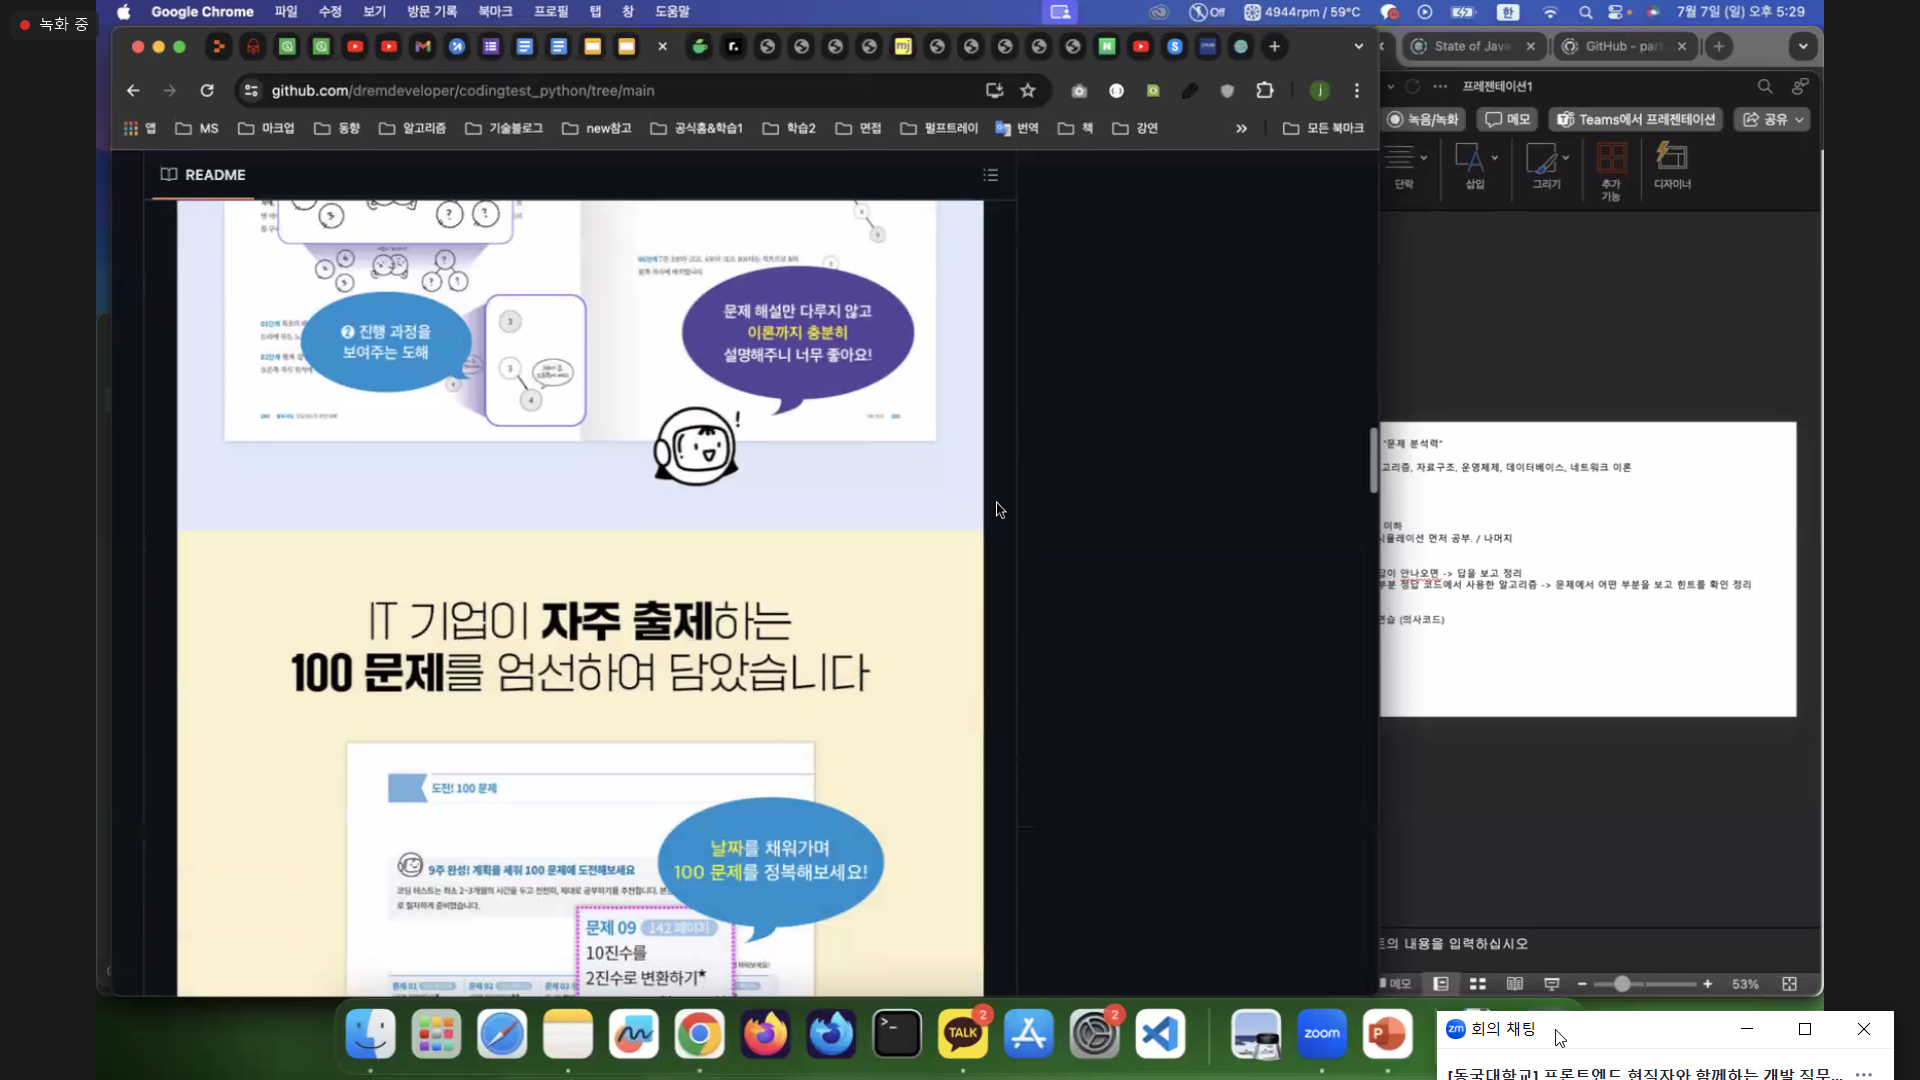 녹화 중
Google Chrome 파일 수정 보기 방문 기록 북마크 프로필 탭 창 도움말
Off 4944rpm / 59°C 한 7월 7일 (일) 오후 5:29
State of Java
GitHub - par
github.com/dremdeveloper/codingtest_python/tree/main
앱 MS 마크업 동향 알고리즘 기술블로그 new참고 공식홈&학습1 학습2 면접 펄프트레이 번역 책 강연 » 모든 북마크
README
❷ 진행 과정을
보여주는 도해
문제 해설만 다루지 않고
이론까지 충분히
설명해주니 너무 좋아요!
IT 기업이 자주 출제하는
100 문제를 엄선하여 담았습니다
도전! 100 문제
날짜를 채워가며
100 문제를 정복해보세요!
9주 완성! 계획을 세워 100 문제에 도전해보세요
문제 09 142 페이지
10진수를
2진수로 변환하기*
문제 01 문제 02 문제 03
프레젠테이션1
녹음/녹화 메모 Teams에서 프레젠테이션 공유
단락 삽입 그리기 추가 기능 디자이너
"문제 분석력"
고리즘, 자료구조, 운영체제, 데이터베이스, 네트워크 이론
이하
시뮬레이션 먼저 공부. / 나머지
답이 안나오면 -> 답을 보고 정리
부분 정답 코드에서 사용한 알고리즘 -> 문제에서 어떤 부분을 보고 힌트를 확인 정리
연습 (의사코드)
트의 내용을 입력하십시오
메모 53%
TALK 2
2
zoom
zm 회의 채팅
[동국대학교] 프론트엔드 현직자와 함께하는 개발 직무...